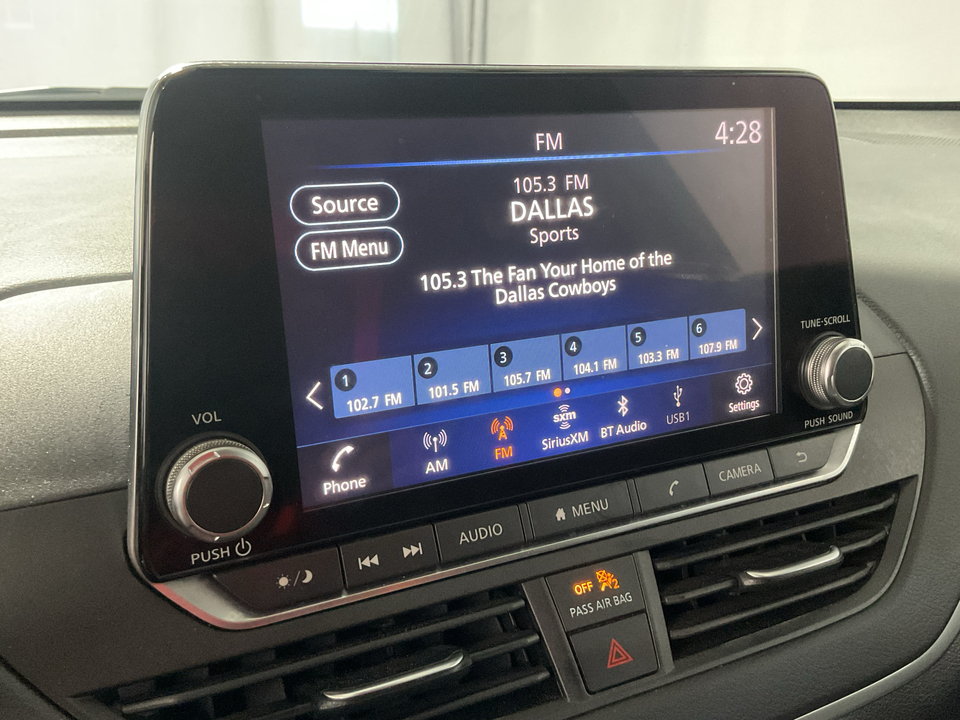 FM
4:28
Source
FM Menu
105.3 FM
DALLAS
Sports
105.3 The Fan Your Home of the
Dallas Cowboys
1 102.7 FM
2 101.5 FM
3 105.7 FM
4 104.1 FM
5 103.3 FM
6 107.9 FM
Phone
AM
FM
sxm
SiriusXM
BT Audio
USB1
Settings
VOL
PUSH
TUNE·SCROLL
PUSH SOUND
AUDIO
MENU
CAMERA
OFF 2
PASS AIR BAG